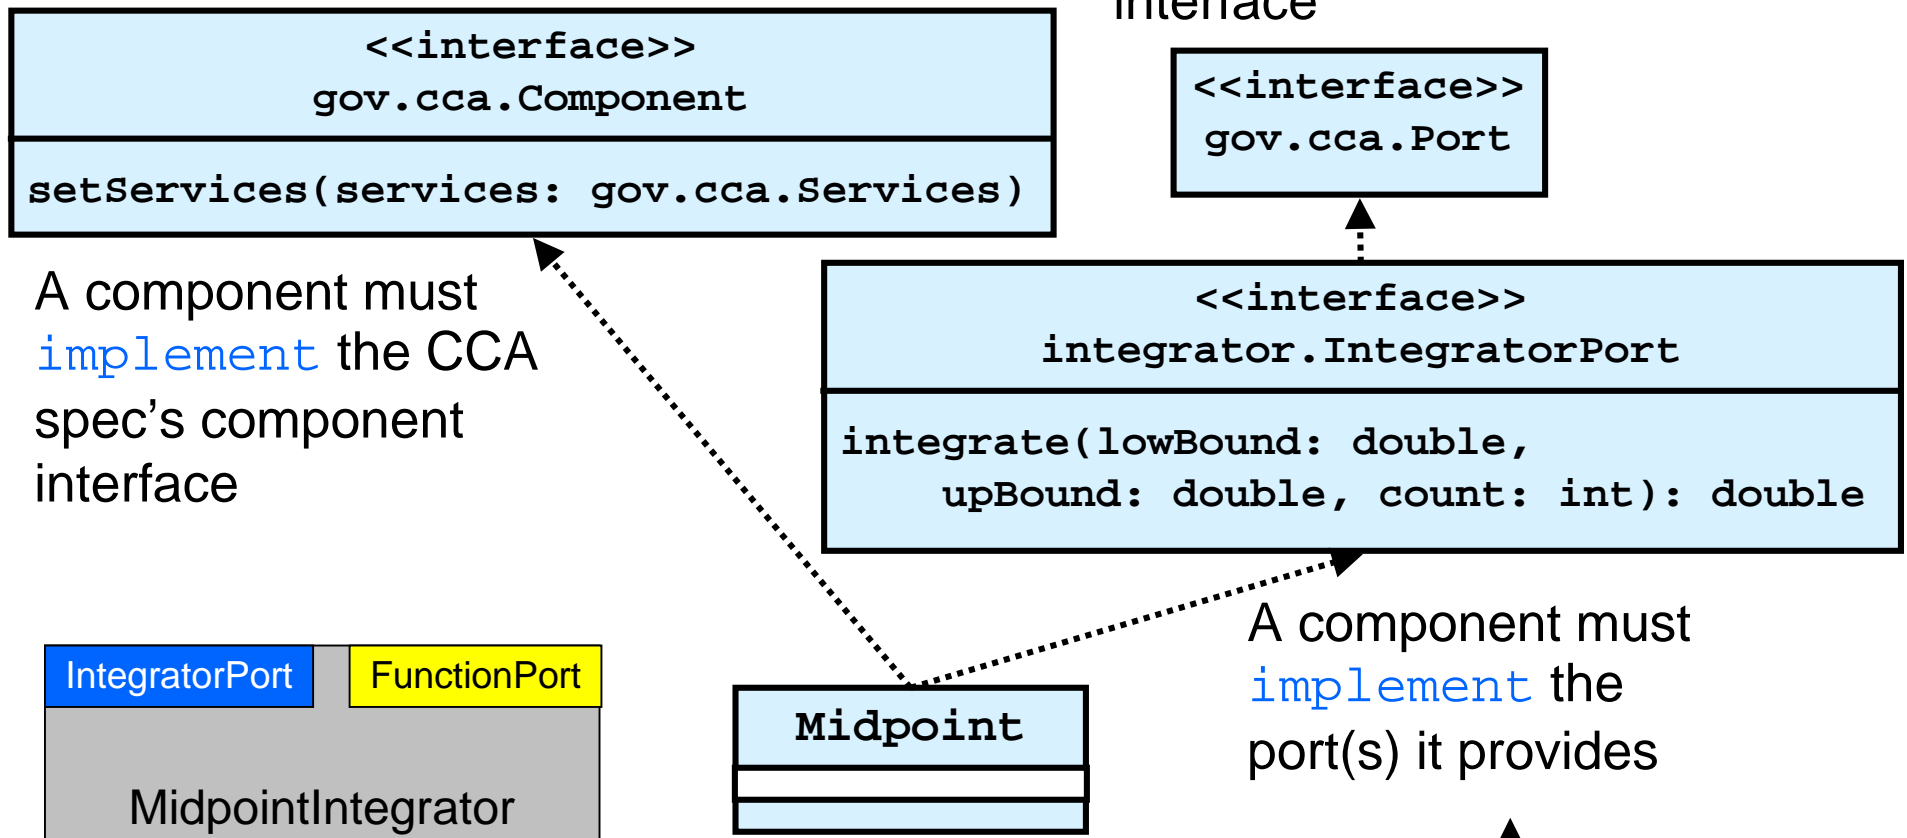 interface
<<interface>>
gov.cca.Component
setServices(services: gov.cca.Services)
<<interface>>
gov.cca.Port
A component must
implement the CCA
spec's component
interface
<<interface>>
integrator.IntegratorPort
integrate(lowBound: double,
upBound: double, count: int): double
A component must
implement the
port(s) it provides
IntegratorPort
FunctionPort
MidpointIntegrator
Midpoint